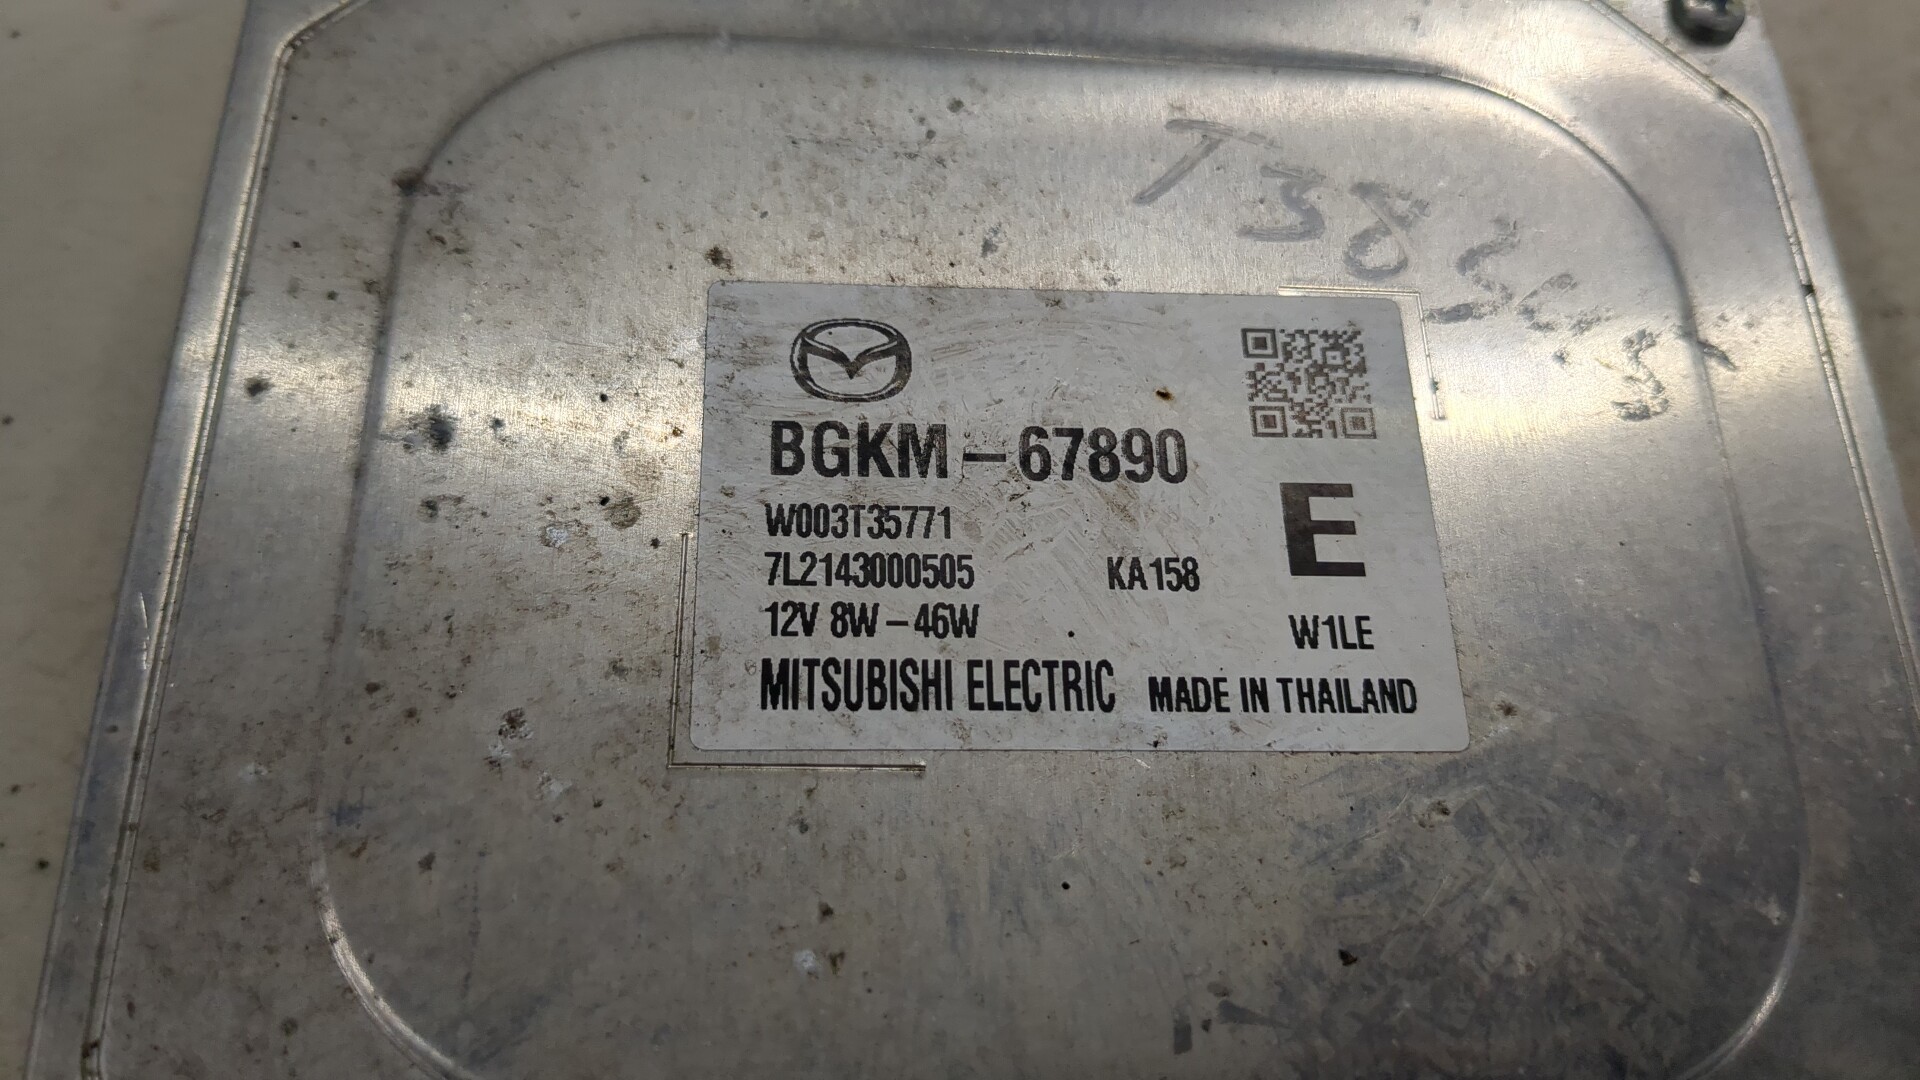 BGKM-67890
W003T35771
7L2143000505 KA158
E
12V 8W-46W
W1LE
MITSUBISHI ELECTRIC MADE IN THAILAND